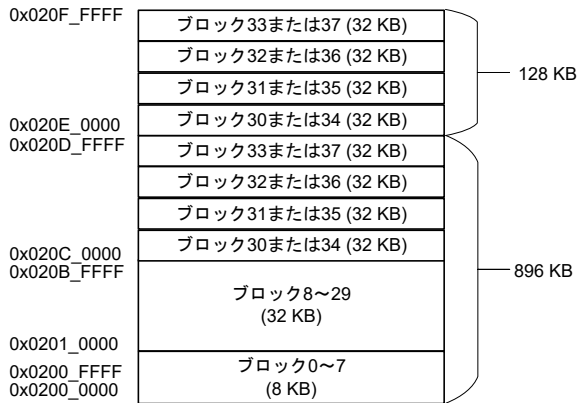 0x020F_FFFF
ブロック33または37 (32 KB)
ブロック32または36 (32 KB)
128 KB
ブロック31または35 (32 KB)
0x020E_0000
ブロック30または34 (32 KB)
0x020D_FFFF
ブロック33または37 (32 KB)
ブロック32または36 (32 KB)
ブロック31または35 (32 KB)
0x020C_0000
ブロック30または34 (32 KB)
0x020B_FFFF
896 KB
ブロック8～29
(32 KB)
0x0201_0000
0x0200_FFFF
ブロック0～7
0x0200_0000
(8 KB)